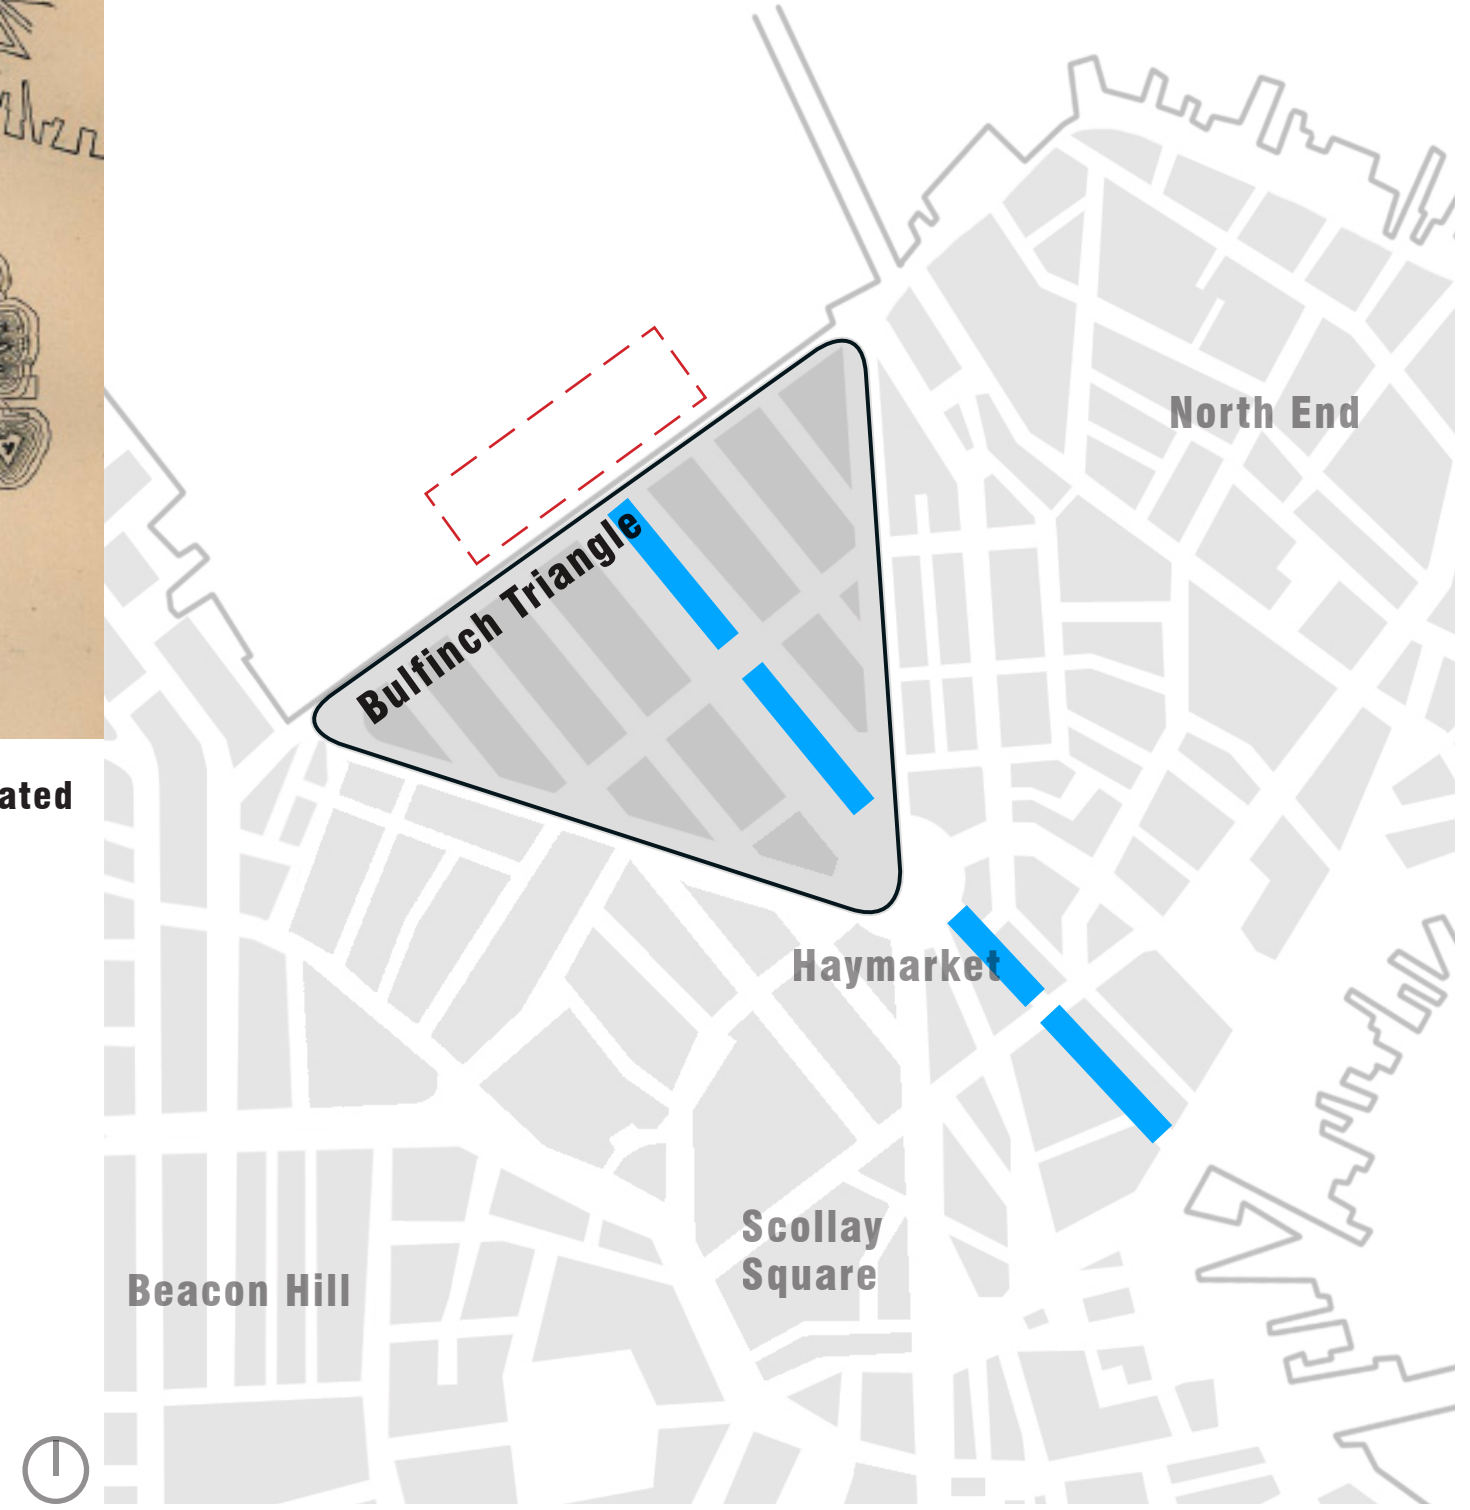 North End
Bulfinch Triangle
ated
Haymarket
Scollay
Square
Beacon Hill